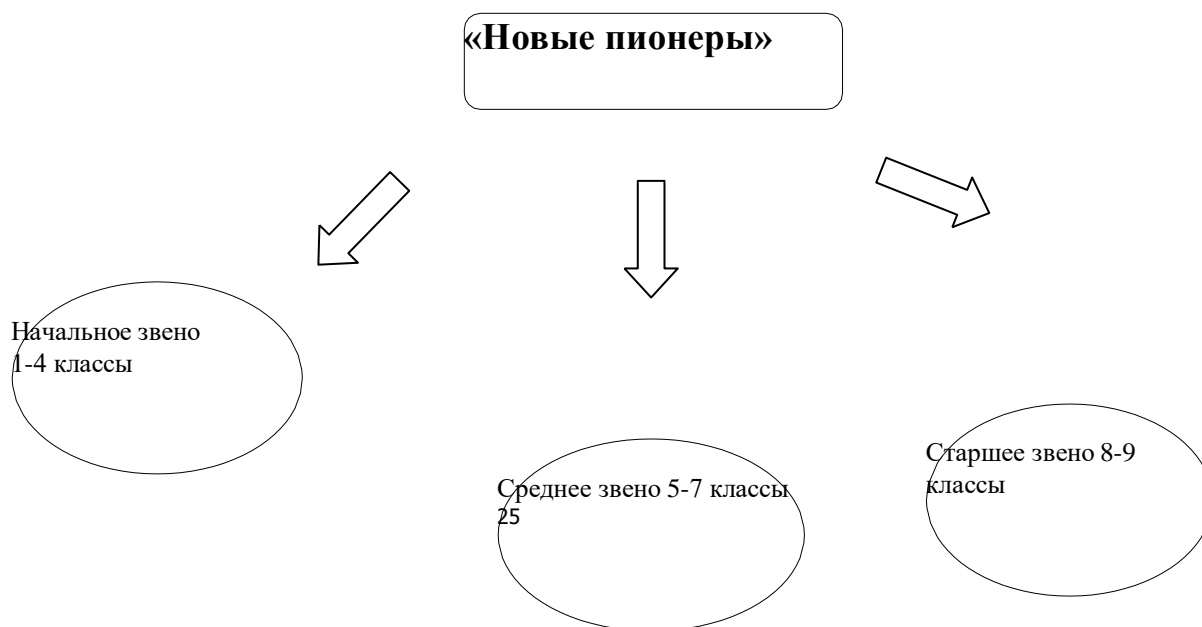 «Новые пионеры»
Начальное звено
1-4 классы
Среднее звено 5-7 классы
25
Старшее звено 8-9
классы